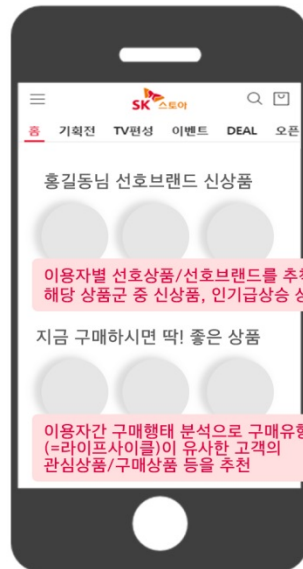 SK 스토아
홈 기획전 TV편성 이벤트 DEAL 오픈
홍길동님 선호브랜드 신상품
이용자별 선호상품/선호브랜드를
해당 상품군 중 신상품, 인기급상승
지금 구매하시면 딱! 좋은 상품
이용자간 구매행태 분석으로 구매유형
(=라이프사이클)이 유사한 고객의
관심상품/구매상품 등을 추천